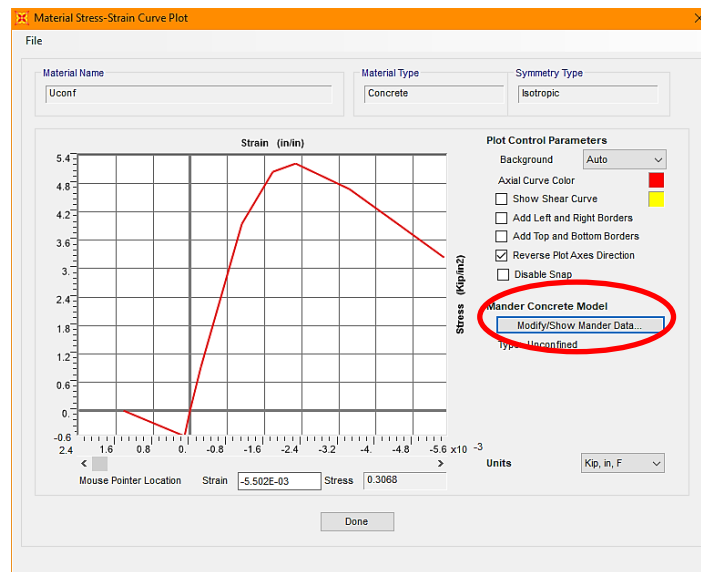 Material Stress-Strain Curve Plot
File
Material Name
Uconf
Material Type
Concrete
Symmetry Type
Isotropic
Strain (in/in)
5.4
4.8
4.2
3.6
3.
2.4
1.8
1.2
0.6
0.
-0.6
2.4 1.6 0.8 0. -0.8 -1.6 -2.4 -3.2 -4. -4.8 -5.6 x10 -3
Stress (Kip/in2)
Mouse Pointer Location Strain -5.502E-03 Stress 0.3068
Plot Control Parameters
Background Auto
Axial Curve Color
Show Shear Curve
Add Left and Right Borders
Add Top and Bottom Borders
Reverse Plot Axes Direction
Disable Snap
Mander Concrete Model
Modify/Show Mander Data...
Type: Unconfined
Units Kip, in, F
Done